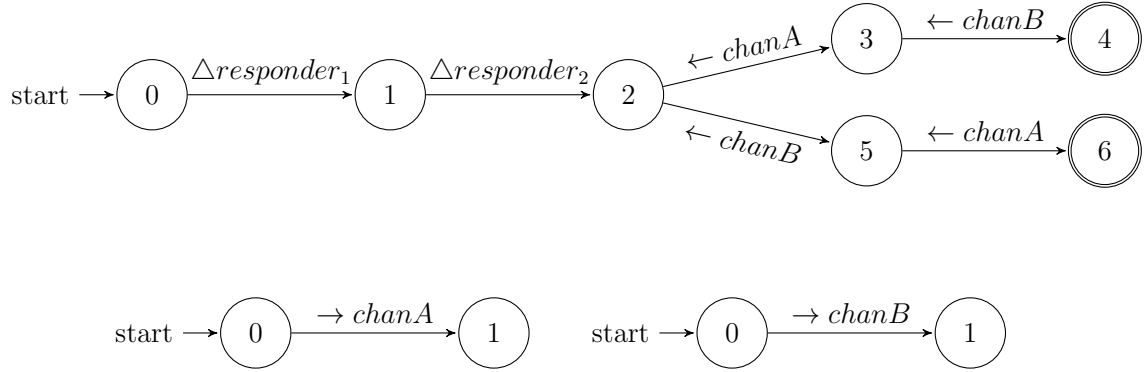 ← chanA
3
← chanB
4
start
0
△responder₁
1
△responder₂
2
← chanB
5
← chanA
6
start
0
→ chanA
1
start
0
→ chanB
1